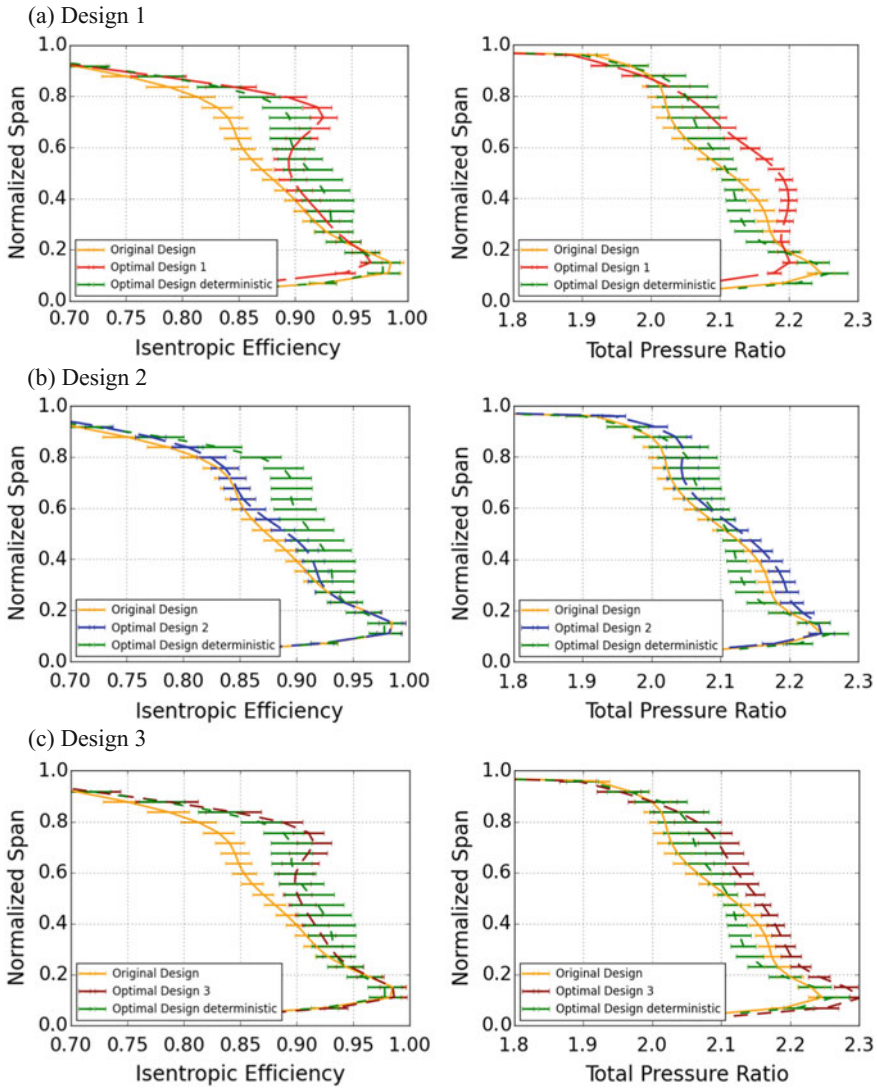 (a) Design 1
1.0
0.8
0.6
0.4
0.2
0.0
Normalized Span
Original Design
Optimal Design 1
Optimal Design deterministic
0.70 0.75 0.80 0.85 0.90 0.95 1.00
Isentropic Efficiency
1.0
0.8
0.6
0.4
0.2
0.0
Normalized Span
Original Design
Optimal Design 1
Optimal Design deterministic
1.8 1.9 2.0 2.1 2.2 2.3
Total Pressure Ratio
(b) Design 2
1.0
0.8
0.6
0.4
0.2
0.0
Normalized Span
Original Design
Optimal Design 2
Optimal Design deterministic
0.70 0.75 0.80 0.85 0.90 0.95 1.00
Isentropic Efficiency
1.0
0.8
0.6
0.4
0.2
0.0
Normalized Span
Original Design
Optimal Design 2
Optimal Design deterministic
1.8 1.9 2.0 2.1 2.2 2.3
Total Pressure Ratio
(c) Design 3
1.0
0.8
0.6
0.4
0.2
0.0
Normalized Span
Original Design
Optimal Design 3
Optimal Design deterministic
0.70 0.75 0.80 0.85 0.90 0.95 1.00
Isentropic Efficiency
1.0
0.8
0.6
0.4
0.2
0.0
Normalized Span
Original Design
Optimal Design 3
Optimal Design deterministic
1.8 1.9 2.0 2.1 2.2 2.3
Total Pressure Ratio